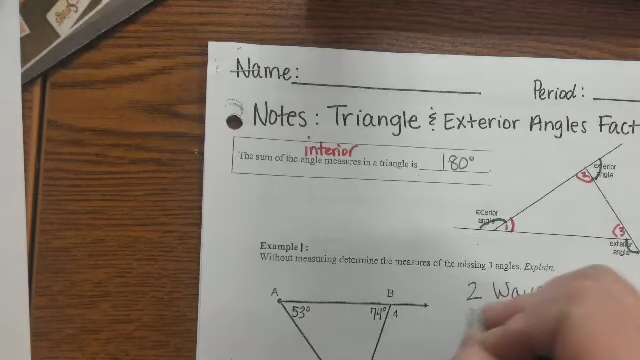 Name:
Period:
Notes: Triangle & Exterior Angles Fact
interior
The sum of the angle measures in a triangle is 180°
exterior angle
2
exterior angle
1
3
exterior angle
Example 1:
Without measuring determine the measures of the missing 3 angles. Explain.
2 Way
A
B
53°
74°
4